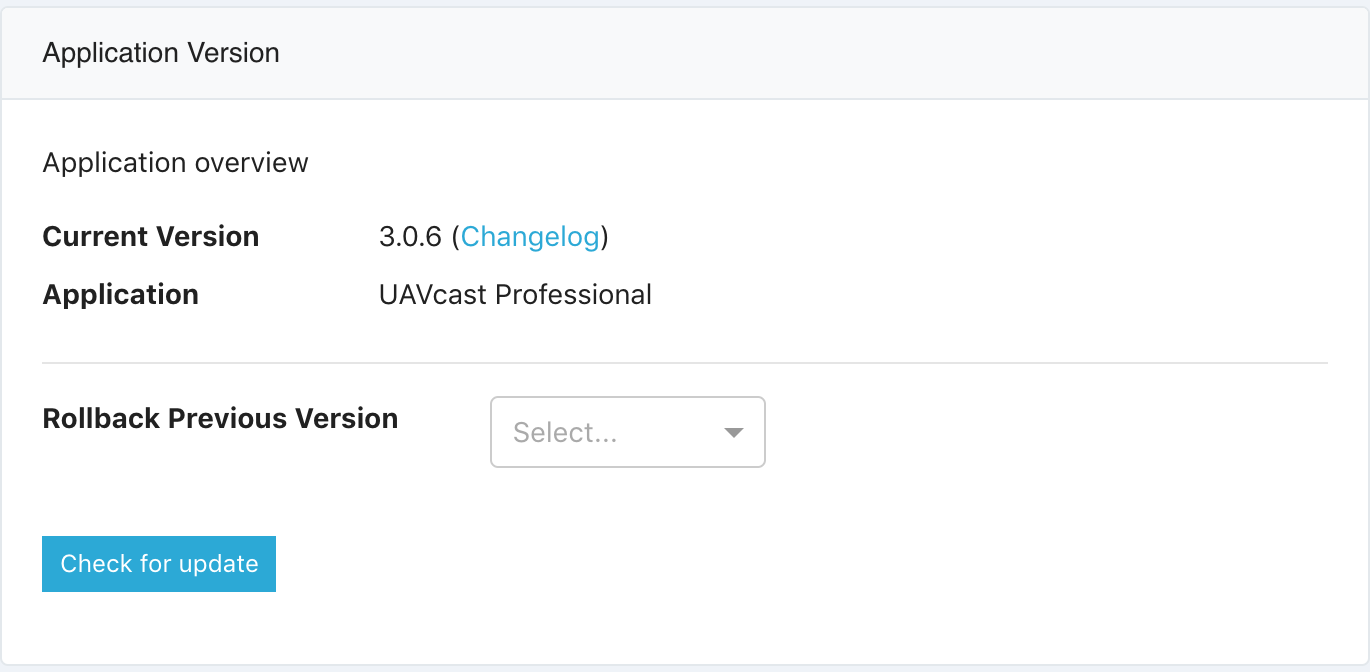 Application Version
Application overview
Current Version 3.0.6 (Changelog)
Application UAVcast Professional
Rollback Previous Version Select...
Check for update